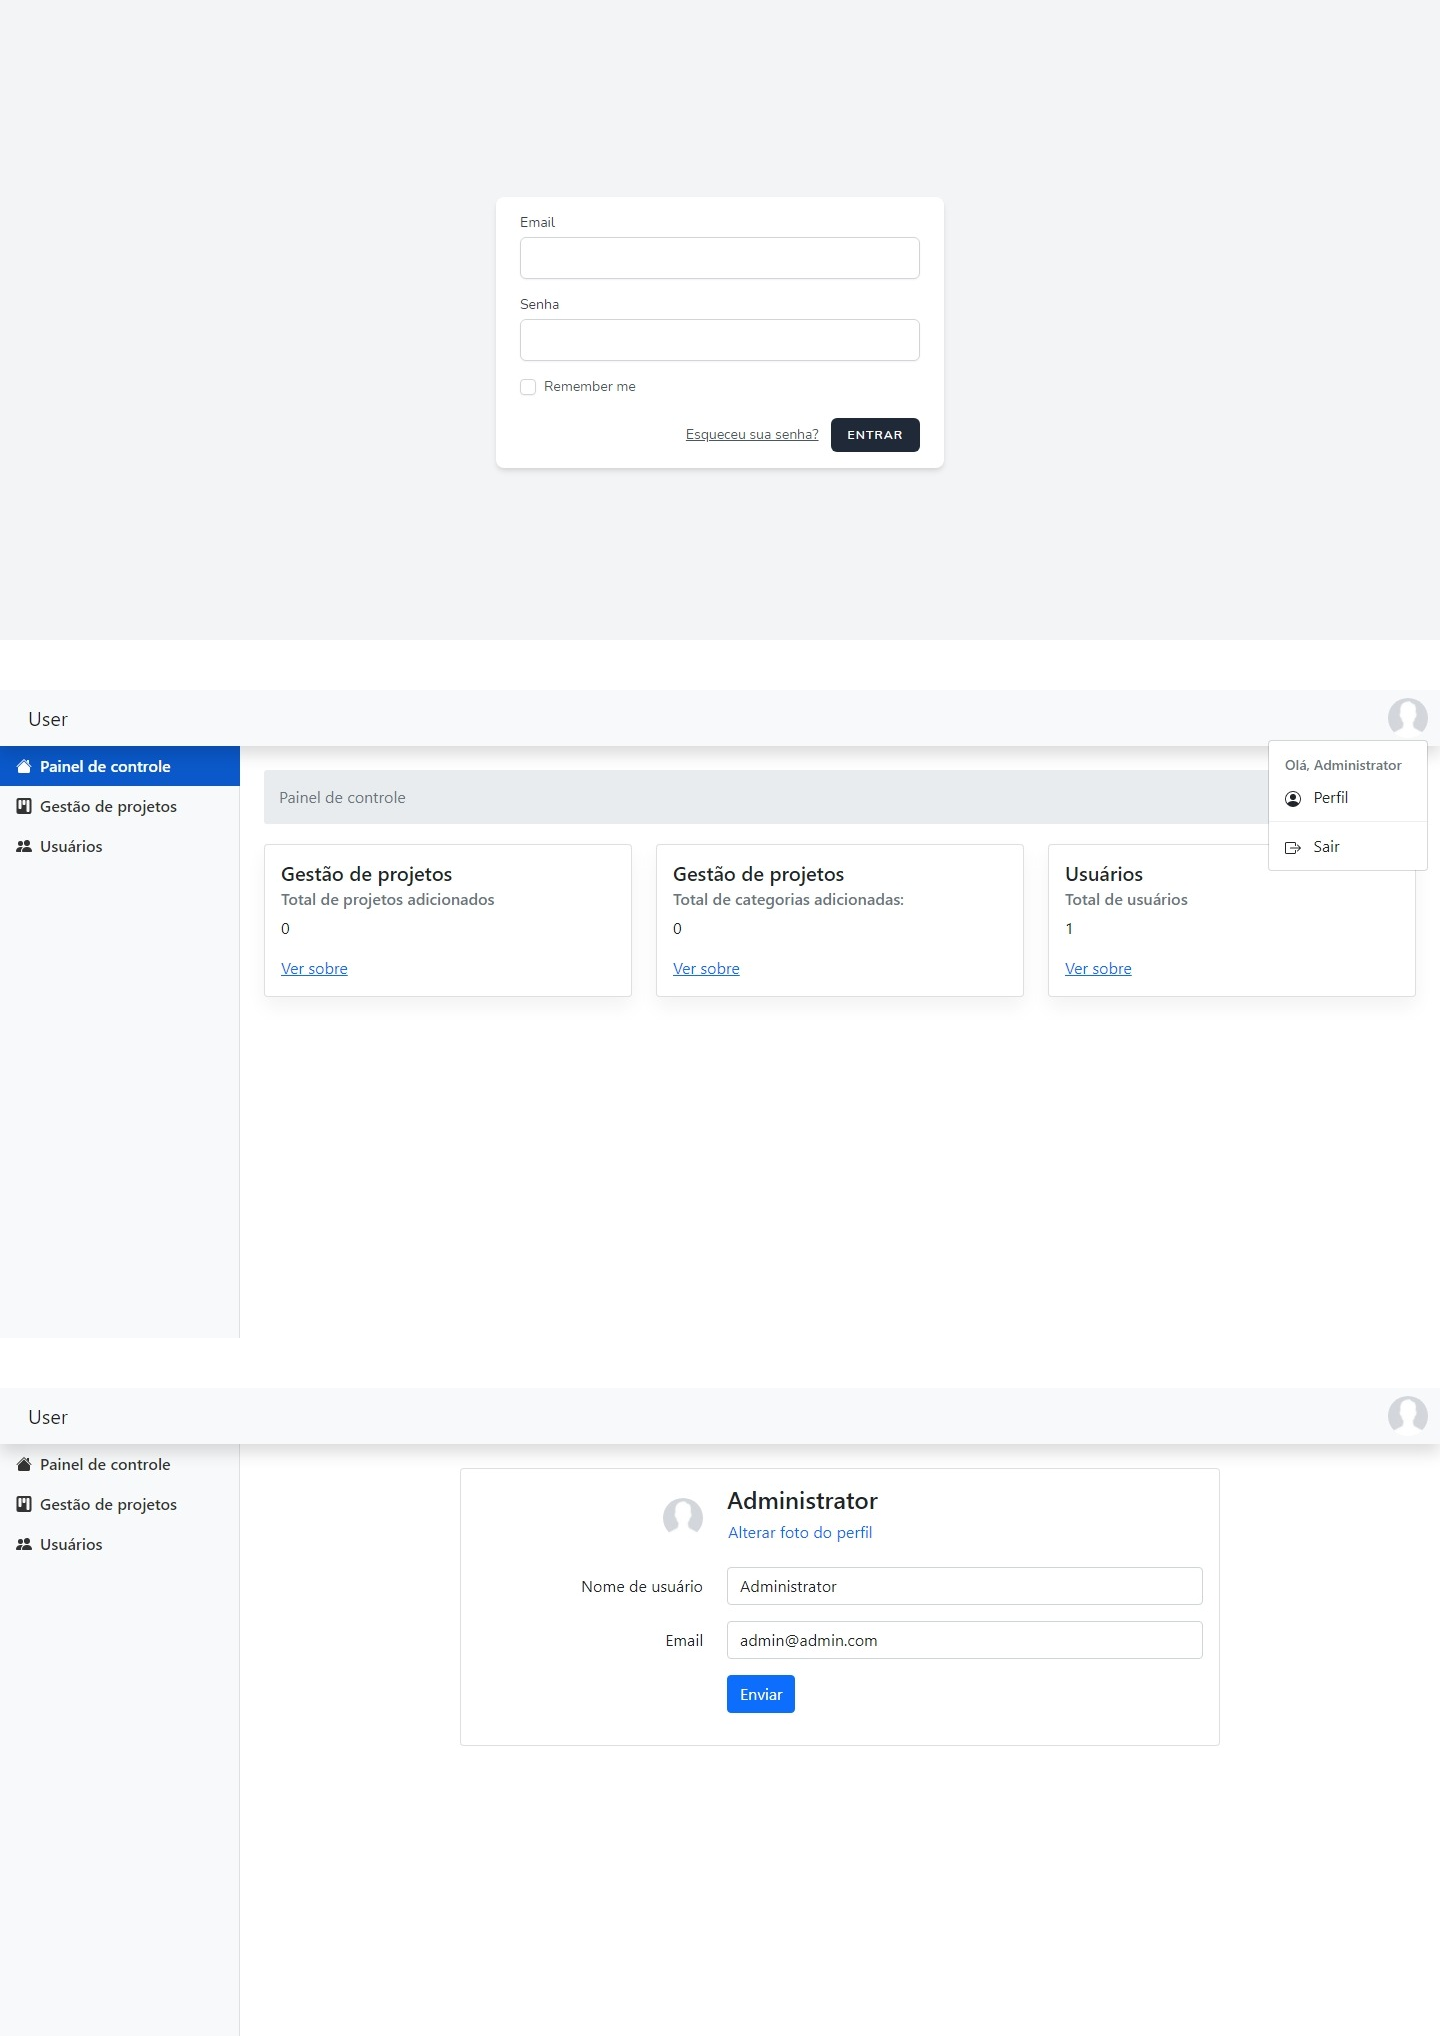 Email
Senha
Remember me
Esqueceu sua senha? ENTRAR
User
Painel de controle
Gestão de projetos
Usuários
Olá, Administrator
Perfil
Sair
Painel de controle
Gestão de projetos
Total de projetos adicionados
0
Ver sobre
Gestão de projetos
Total de categorias adicionadas:
0
Ver sobre
Usuários
Total de usuários
1
Ver sobre
User
Painel de controle
Gestão de projetos
Usuários
Administrator
Alterar foto do perfil
Nome de usuário Administrator
Email admin@admin.com
Enviar